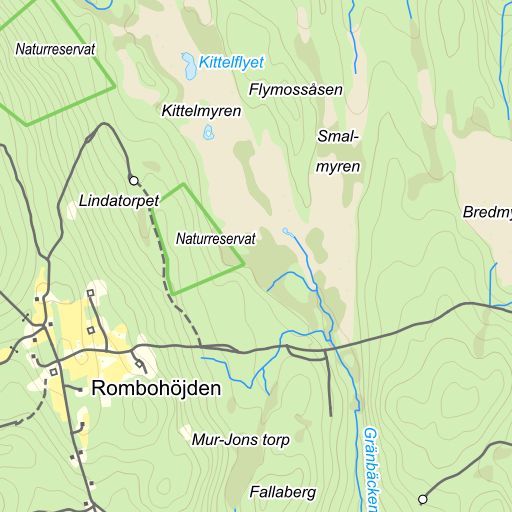 Naturreservat
Kittelflyet
Flymossåsen
Kittelmyren
Smal-
myren
Lindatorpet
Bredmy
Naturreservat
Rombohöjden
Mur-Jons torp
Gränbäcken
Fallaberg